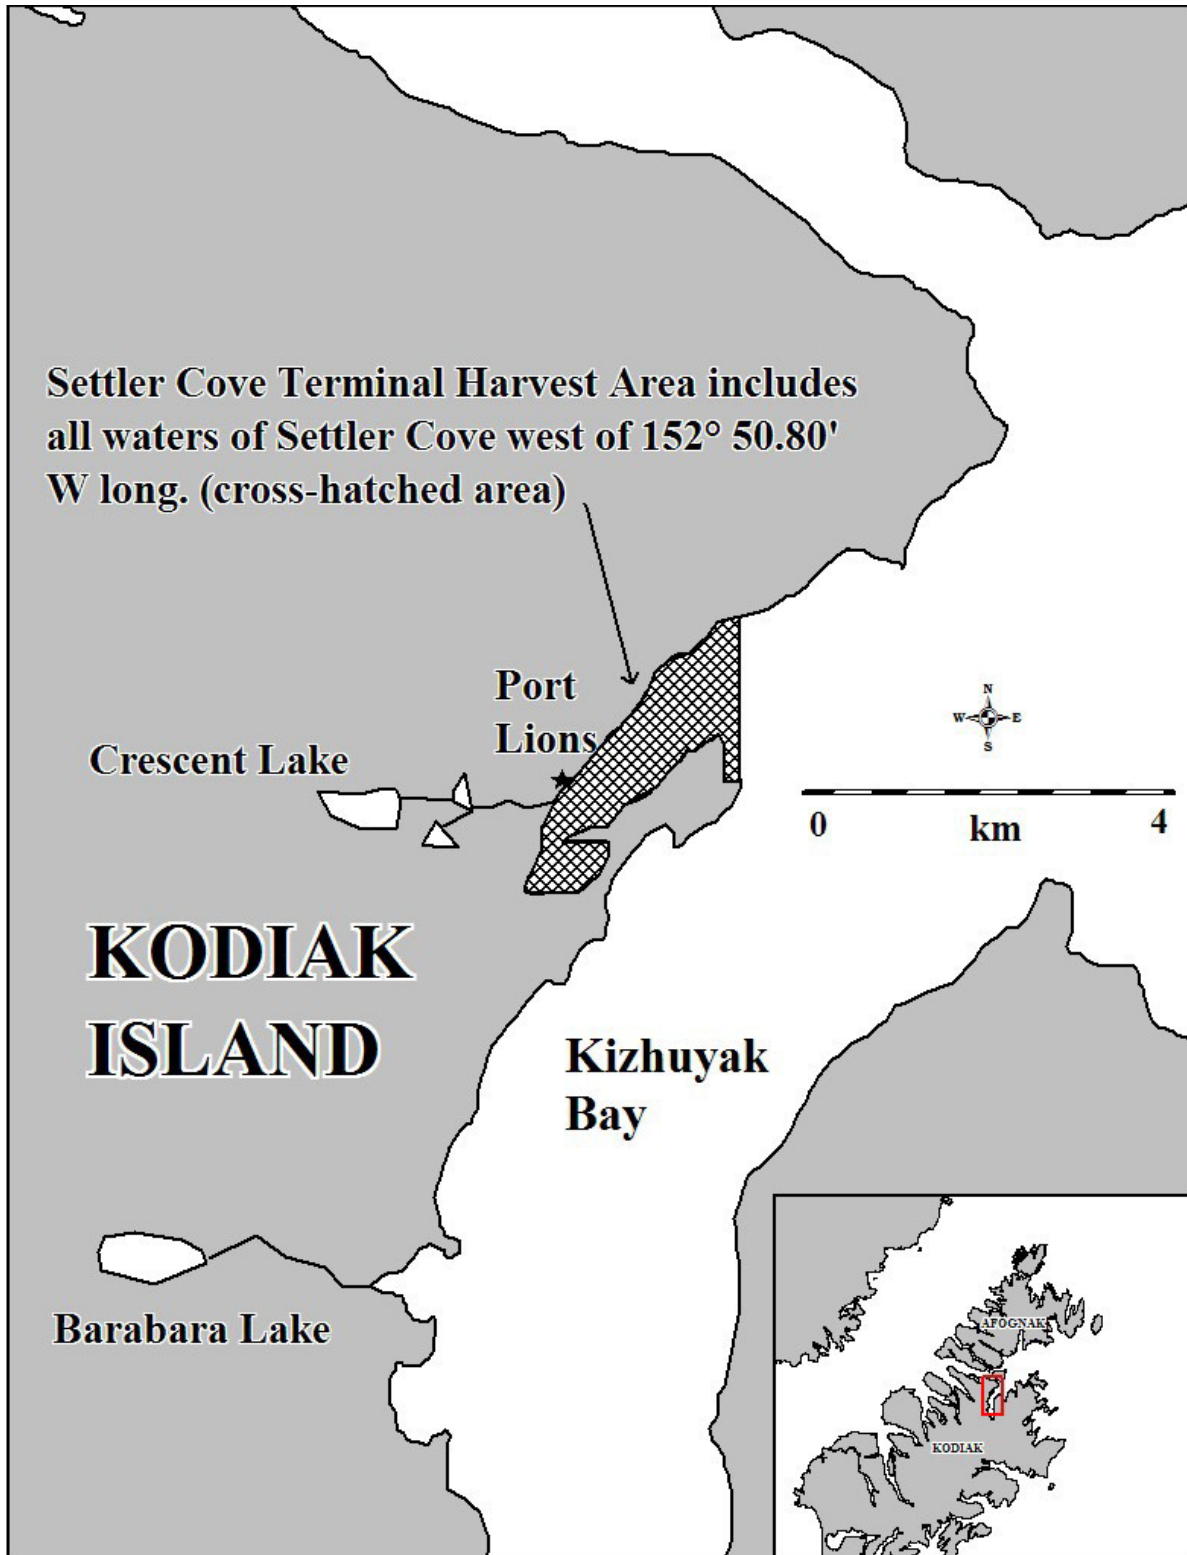 Settler Cove Terminal Harvest Area includes
all waters of Settler Cove west of 152° 50.80'
W long. (cross-hatched area)
Port
Lions
Crescent Lake
N
W E
S
0 km 4
KODIAK
ISLAND
Kizhuyak
Bay
Barabara Lake
AFOGNAK
KODIAK